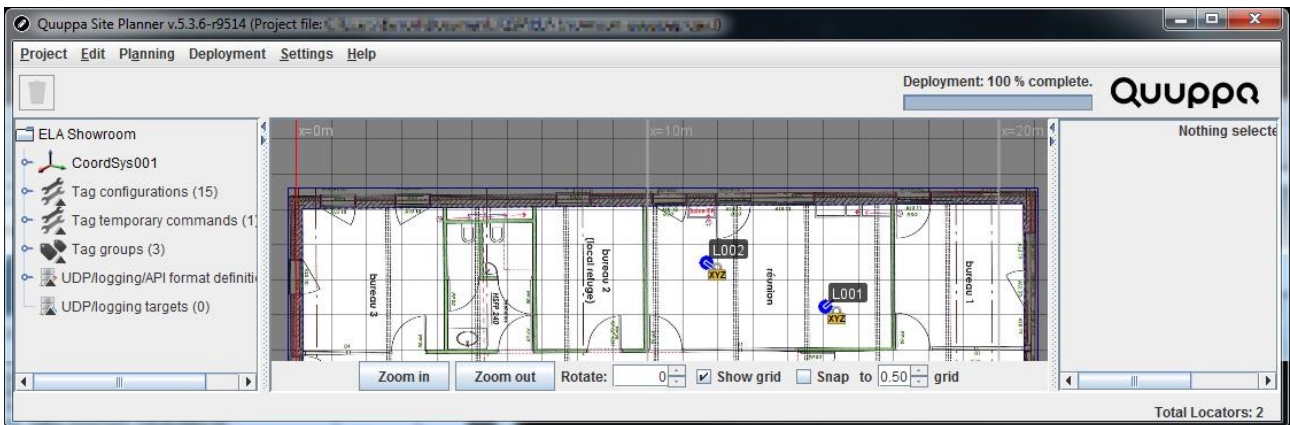 Quuppa Site Planner v.5.3.6-r9514 (Project file:
Project Edit Planning Deployment Settings Help
Deployment: 100 % complete.
Quuppa
ELA Showroom
CoordSys001
Tag configurations (15)
Tag temporary commands (1)
Tag groups (3)
UDP/logging/API format definiti
UDP/logging targets (0)
x=0m
x=10m
x=20m
Nothing selecte
bureau 3
HSFP 240
bureau 2
(local refuge)
L002
XYZ
réunion
L001
XYZ
bureau 1
Zoom in
Zoom out
Rotate: 0
Show grid
Snap to 0.50 grid
Total Locators: 2